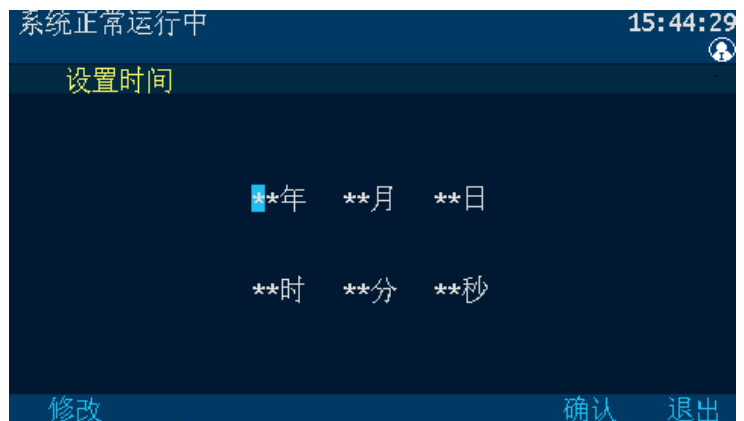 系统正常运行中 15:44:29
设置时间
**年 **月 **日
**时 **分 **秒
修改 确认 退出